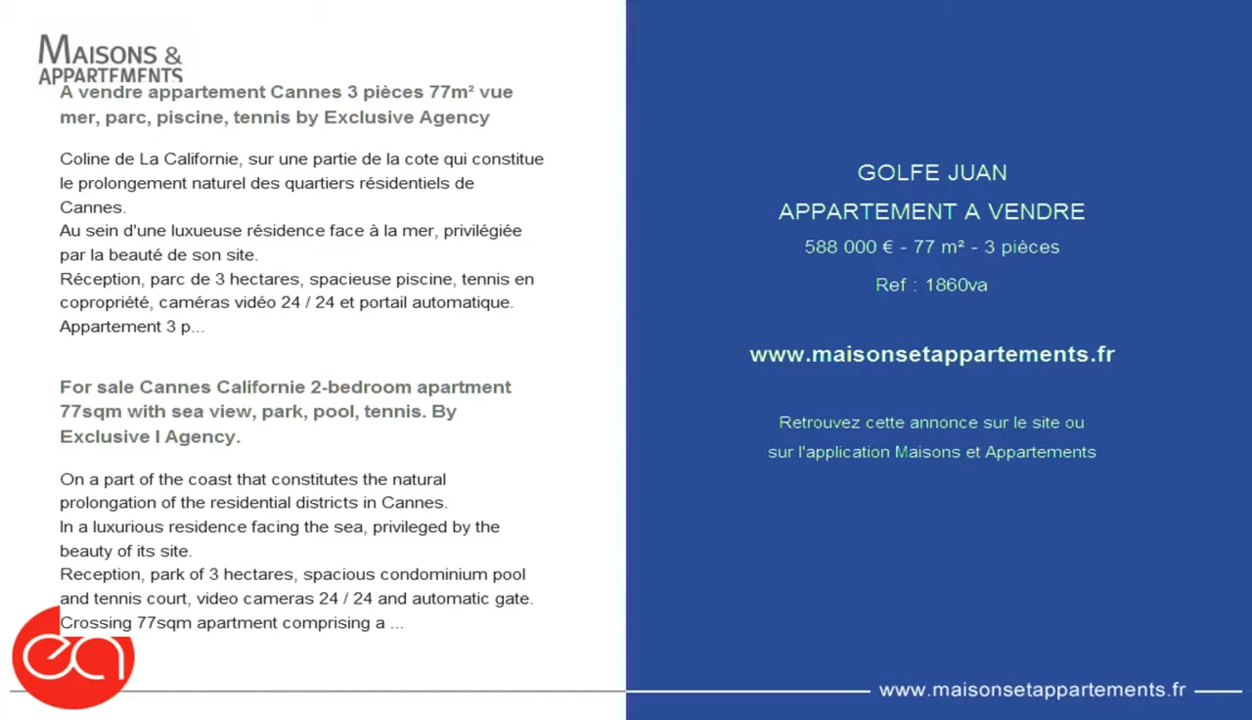 MAISONS &
APPARTEMENTS
A vendre appartement Cannes 3 pièces 77m² vue
mer, parc, piscine, tennis by Exclusive Agency
Coline de La Californie, sur une partie de la cote qui constitue
le prolongement naturel des quartiers résidentiels de
Cannes.
Au sein d'une luxueuse résidence face à la mer, privilégiée
par la beauté de son site.
Réception, parc de 3 hectares, spacieuse piscine, tennis en
copropriété, caméras vidéo 24 / 24 et portail automatique.
Appartement 3 p...
For sale Cannes Californie 2-bedroom apartment
77sqm with sea view, park, pool, tennis. By
Exclusive I Agency.
On a part of the coast that constitutes the natural
prolongation of the residential districts in Cannes.
In a luxurious residence facing the sea, privileged by the
beauty of its site.
Reception, park of 3 hectares, spacious condominium pool
and tennis court, video cameras 24 / 24 and automatic gate.
Crossing 77sqm apartment comprising a ...
ea
GOLFE JUAN
APPARTEMENT A VENDRE
588 000 € - 77 m² - 3 pièces
Ref : 1860va
www.maisonsetappartements.fr
Retrouvez cette annonce sur le site ou
sur l'application Maisons et Appartements
www.maisonsetappartements.fr